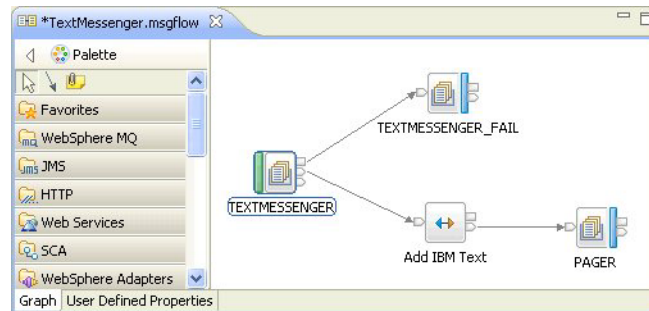 *TextMessenger.msgflow
Palette
Favorites
WebSphere MQ
JMS
HTTP
Web Services
SCA
WebSphere Adapters
TEXTMESSENGER_FAIL
TEXTMESSENGER
Add IBM Text
PAGER
Graph User Defined Properties